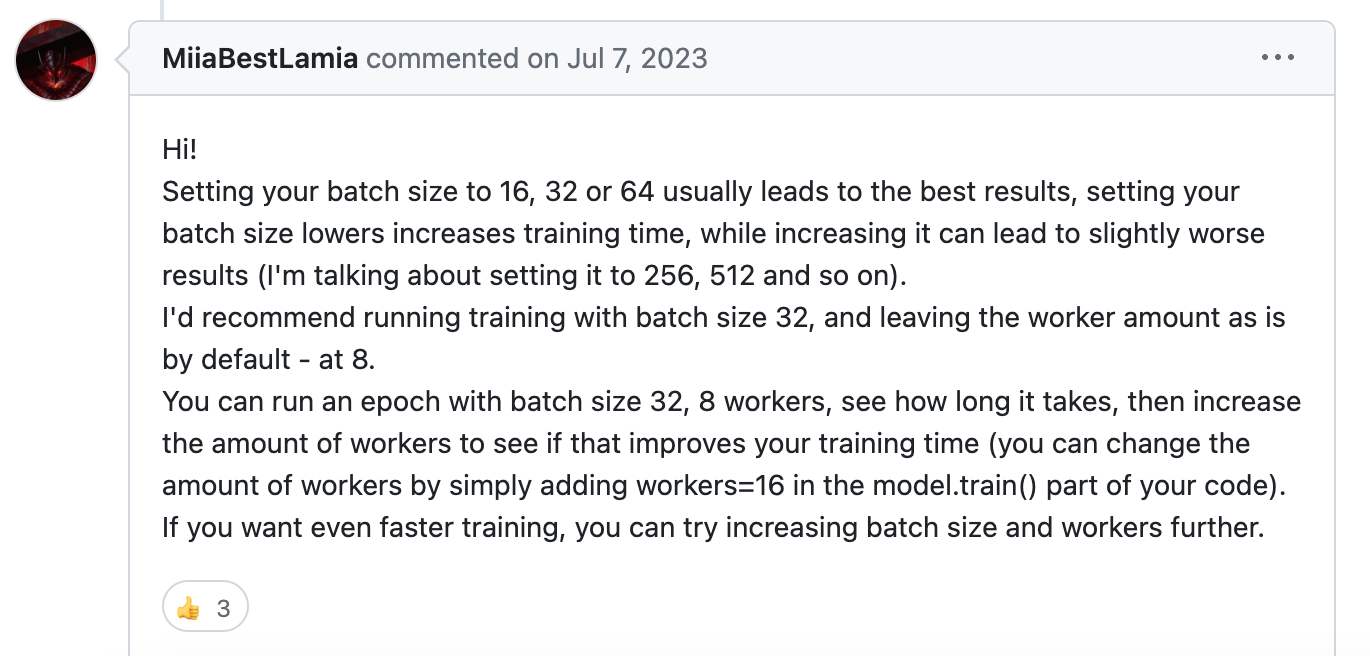 MiiaBestLamia commented on Jul 7, 2023
Hi!
Setting your batch size to 16, 32 or 64 usually leads to the best results, setting your
batch size lowers increases training time, while increasing it can lead to slightly worse
results (I'm talking about setting it to 256, 512 and so on).
I'd recommend running training with batch size 32, and leaving the worker amount as is
by default - at 8.
You can run an epoch with batch size 32, 8 workers, see how long it takes, then increase
the amount of workers to see if that improves your training time (you can change the
amount of workers by simply adding workers=16 in the model.train() part of your code).
If you want even faster training, you can try increasing batch size and workers further.
👍 3